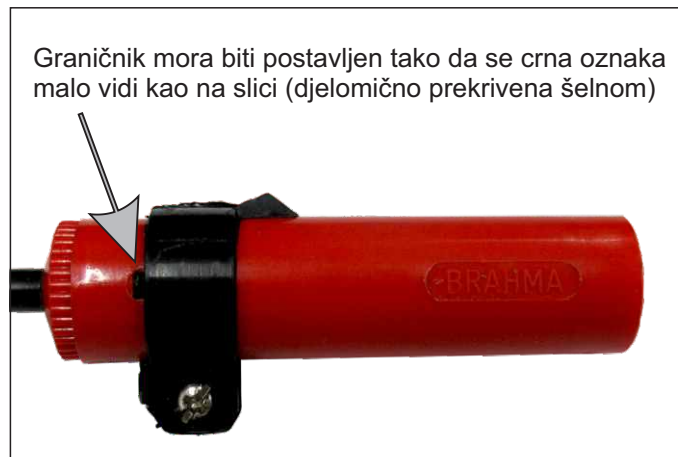 Graničnik mora biti postavljen tako da se crna oznaka
malo vidi kao na slici (djelomično prekrivena šelnom)
BRAHMA